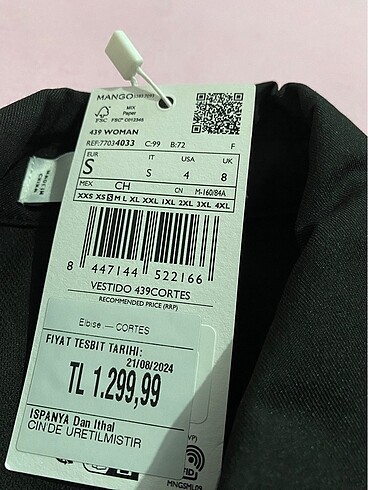 MANGO
MIX
Paper
FSC
439 WOMAN
REF:77034033 C:99 B:72 F
EUR IT USA UK
S S 4 8
MEX CH CN M-160/84A
XXS XS S M L XL XXL 1XL 2XL 3XL 4XL
8 447144 522166
VESTIDO 439CORTES
RECOMMENDED PRICE (RRP)
Elbise — CORTES
FIYAT TESBIT TARIHI:
21/08/2024
TL 1.299,99
ISPANYA Dan Ithal
CIN DE URETILMISTIR
MNGSML09